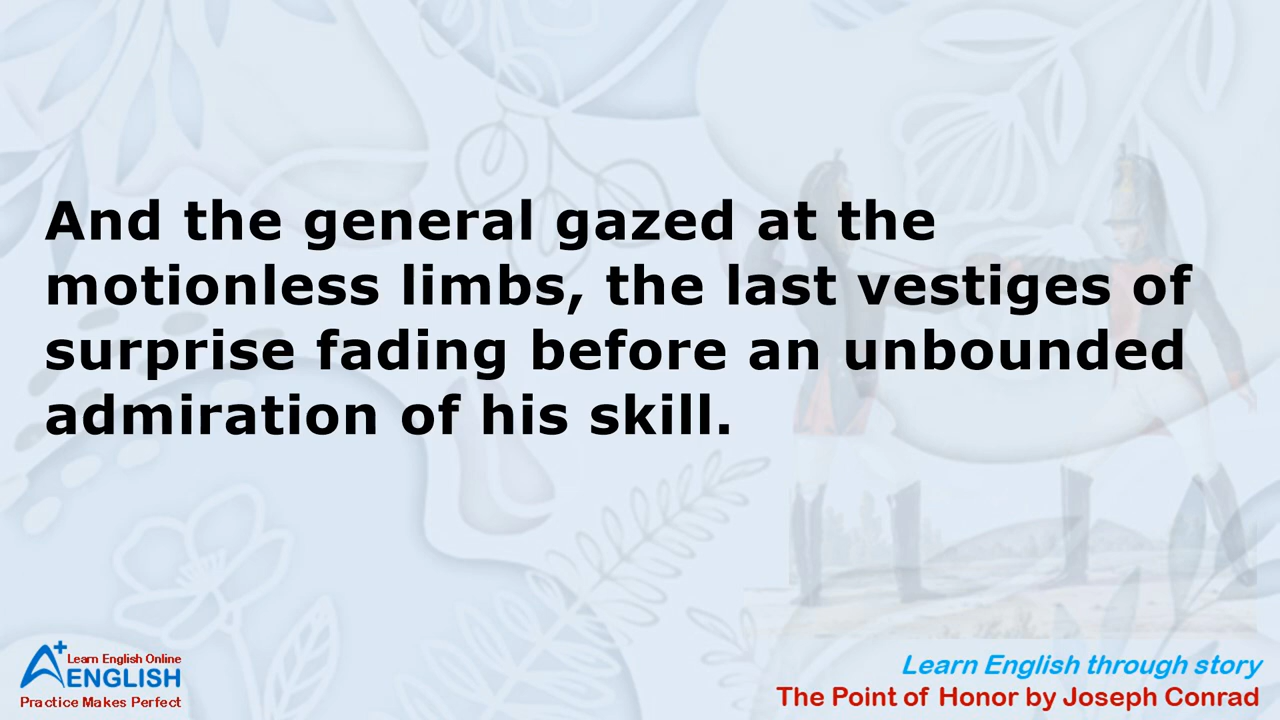 And the general gazed at the
motionless limbs, the last vestiges of
surprise fading before an unbounded
admiration of his skill.
A+
Learn English Online
ENGLISH
Practice Makes Perfect
Learn English through story
The Point of Honor by Joseph Conrad